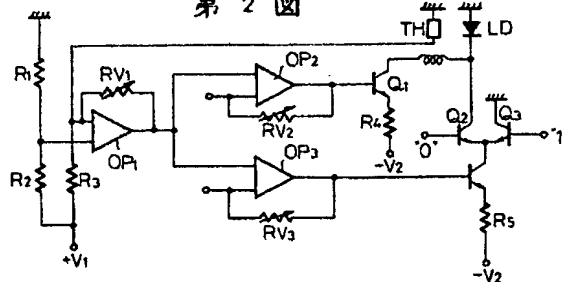 第 2 図
TH
LD
R1
RV1
OP2
Q1
OP1
RV2
R4
Q2
Q3
"0"
"1
-V2
R2
R3
OP3
RV3
R5
+V1
-V2